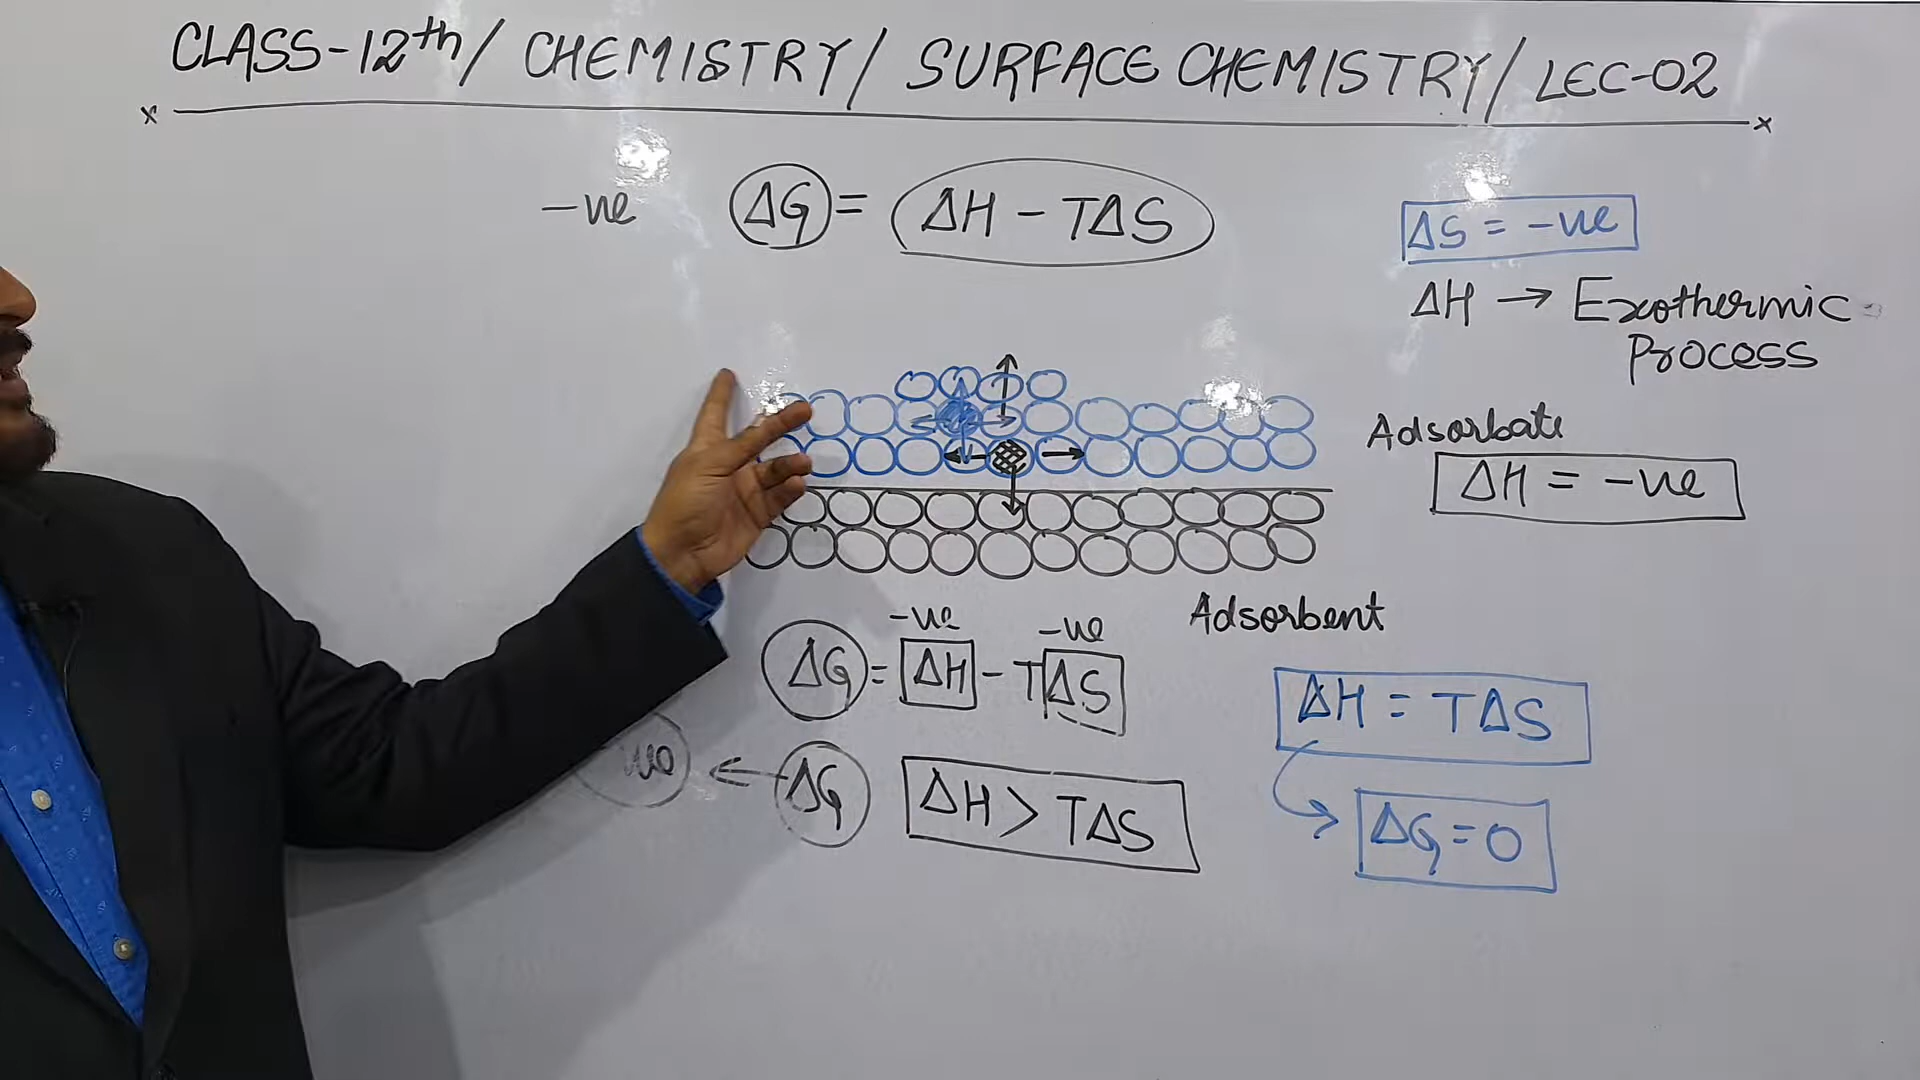 CLASS-12th/ CHEMISTRY/ SURFACE CHEMISTRY/ LEC-02
-ve ΔG = ΔH - TΔS
ΔS = -ve
ΔH → Exothermic
Process
Adsorbate
ΔH = -ve
Adsorbent
-ve -ve
ΔG = ΔH - TΔS
ve ← ΔG ΔH > TΔS
ΔH = TΔS
ΔG = 0